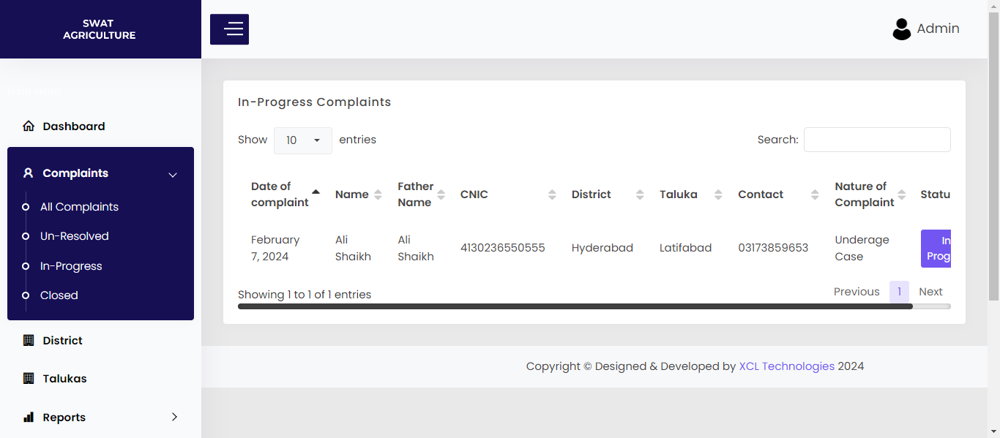 SWAT
AGRICULTURE
Admin
Dashboard
Complaints
All Complaints
Un-Resolved
In-Progress
Closed
District
Talukas
Reports
In-Progress Complaints
Show 10 entries
Search:
Date of complaint Name Father Name CNIC District Taluka Contact Nature of Complaint Statu
February 7, 2024 Ali Shaikh Ali Shaikh 4130236550555 Hyderabad Latifabad 03173859653 Underage Case In Prog
Showing 1 to 1 of 1 entries
Previous 1 Next
Copyright © Designed & Developed by XCL Technologies 2024